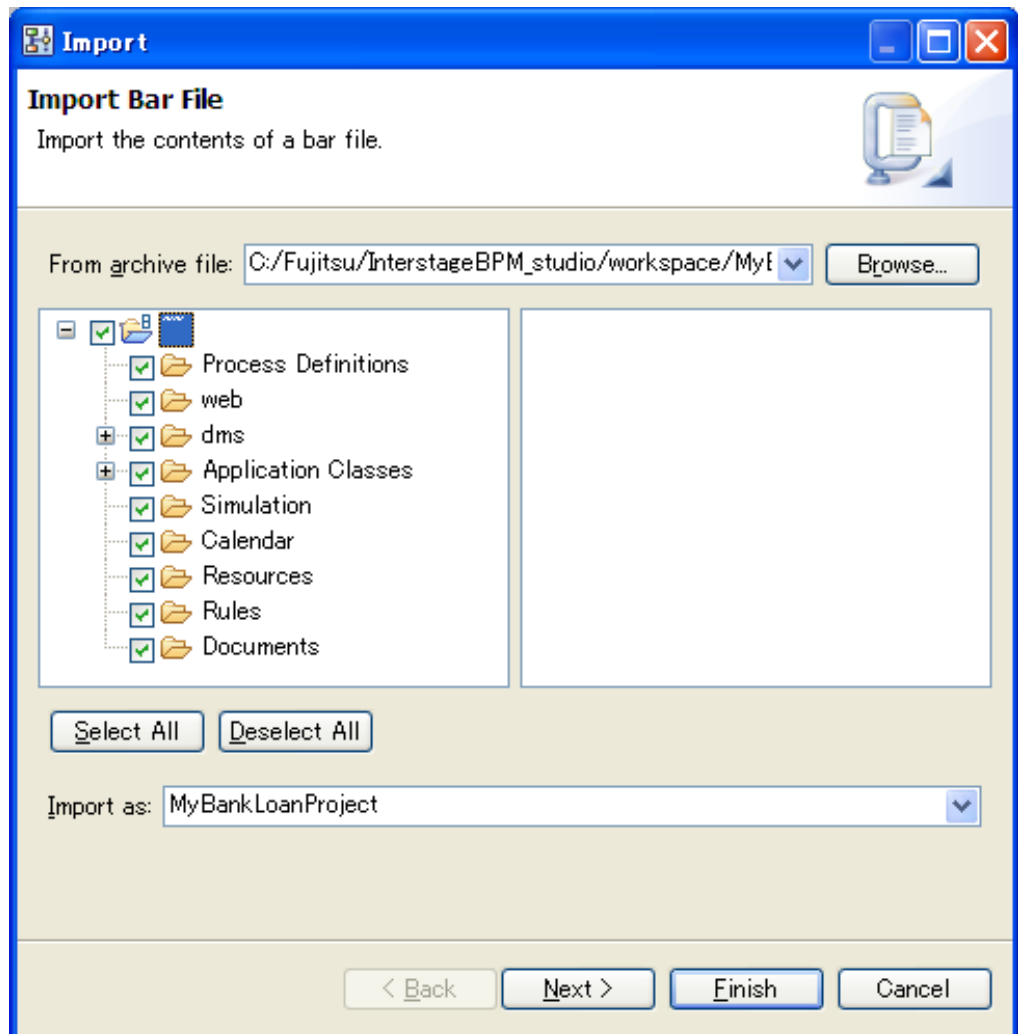 Import
Import Bar File
Import the contents of a bar file.
From archive file: C:/Fujitsu/InterstageBPM_studio/workspace/MyB Browse...
Process Definitions
web
dms
Application Classes
Simulation
Calendar
Resources
Rules
Documents
Select All Deselect All
Import as: MyBankLoanProject
< Back Next > Finish Cancel